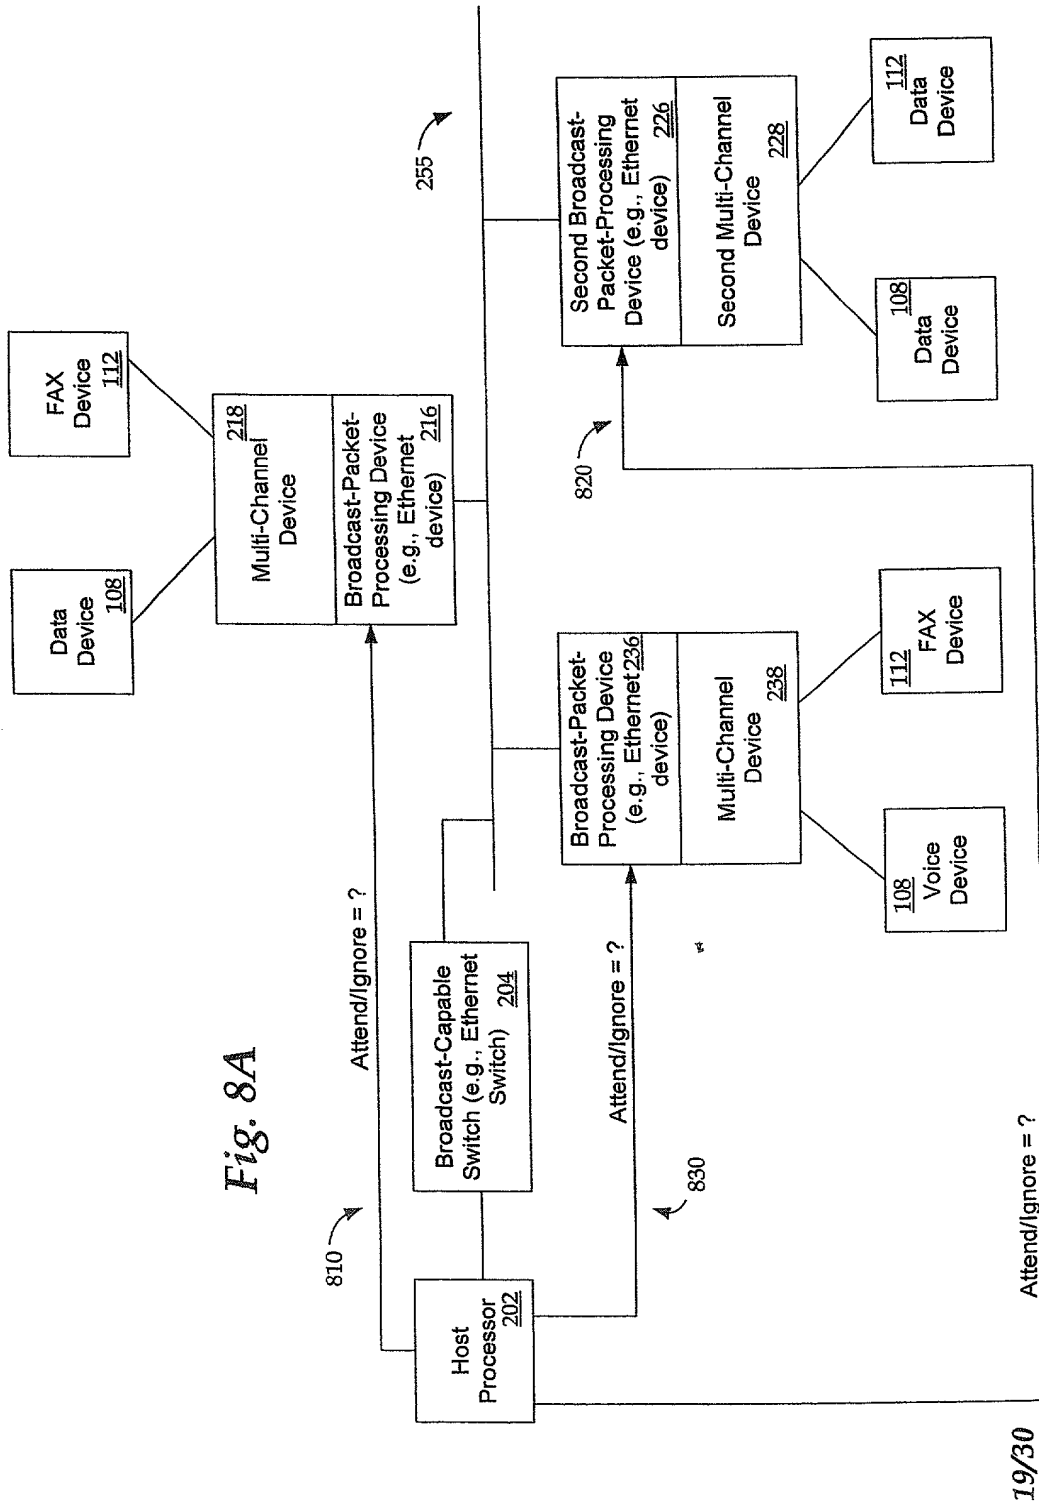 Fig. 8A
Data
Device
108
FAX
Device
112
Multi-Channel
218
Device
Broadcast-Packet-
Processing Device
(e.g., Ethernet
216
device)
255
810
Attend/Ignore = ?
Host
Processor
202
Broadcast-Capable
Switch (e.g., Ethernet
Switch) 204
830
Attend/Ignore = ?
Broadcast-Packet-
Processing Device
(e.g., Ethernet 236
device)
Multi-Channel
Device
238
108
Voice
Device
112
FAX
Device
820
Second Broadcast-
Packet-Processing
Device (e.g., Ethernet
device) 226
Second Multi-Channel
Device
228
108
Data
Device
112
Data
Device
Attend/Ignore = ?
19/30